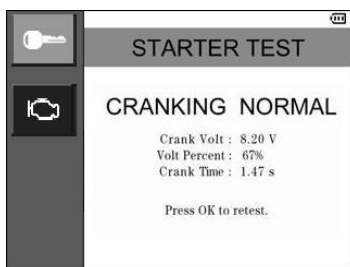 STARTER TEST
CRANKING NORMAL
Crank Volt : 8.20 V
Volt Percent : 67%
Crank Time : 1.47 s
Press OK to retest.